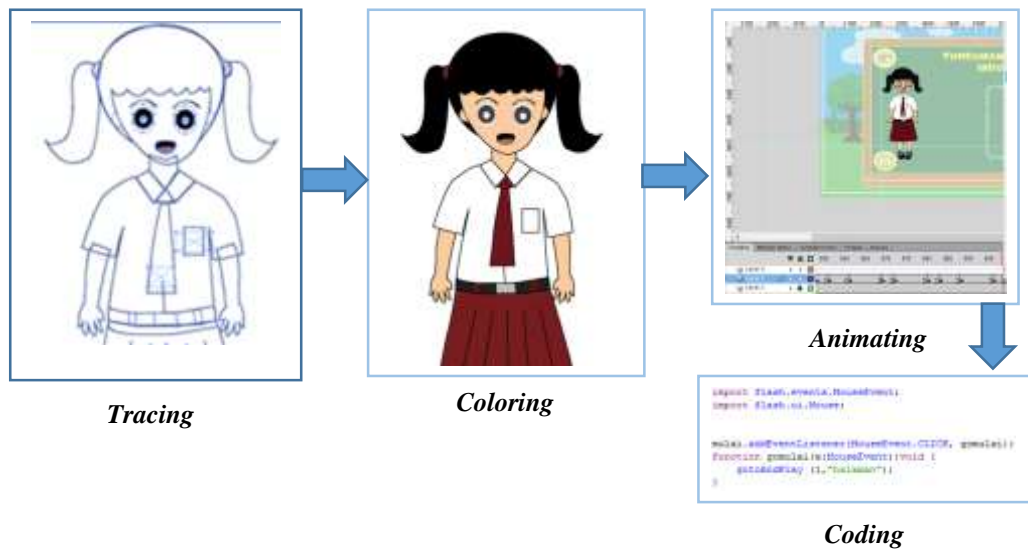 Tracing
Coloring
Animating
import flash.events.MouseEvent;
import flash.ui.Mouse;
mulai.addEventListener(MouseEvent.CLICK, gomulai);
function gomulai(e:MouseEvent):void {
gotoAndPlay (1,"halaman");
}
Coding